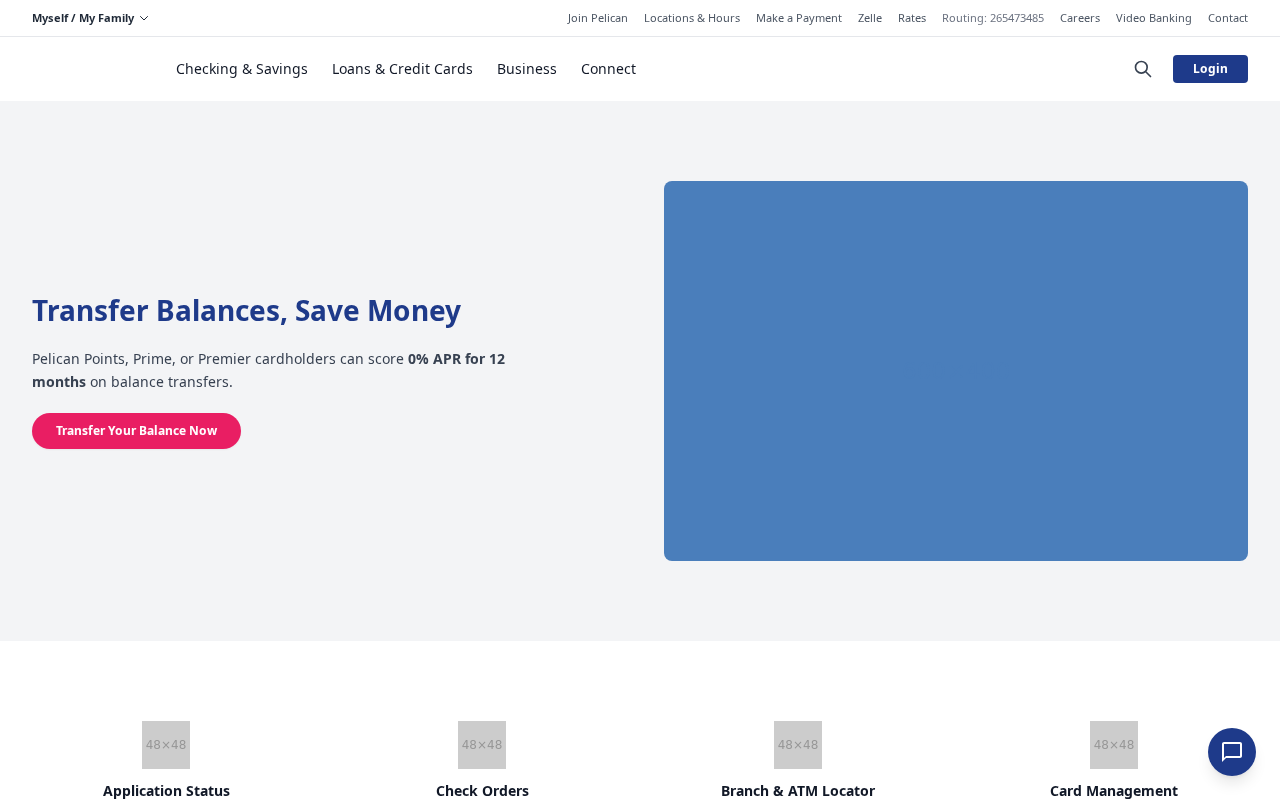 Myself / My Family
Join Pelican
Locations & Hours
Make a Payment
Zelle
Rates
Routing: 265473485
Careers
Video Banking
Contact
Checking & Savings
Loans & Credit Cards
Business
Connect
Login
Transfer Balances, Save Money
Pelican Points, Prime, or Premier cardholders can score 0% APR for 12
months on balance transfers.
Transfer Your Balance Now
48×48
48×48
48×48
48×48
Application Status
Check Orders
Branch & ATM Locator
Card Management